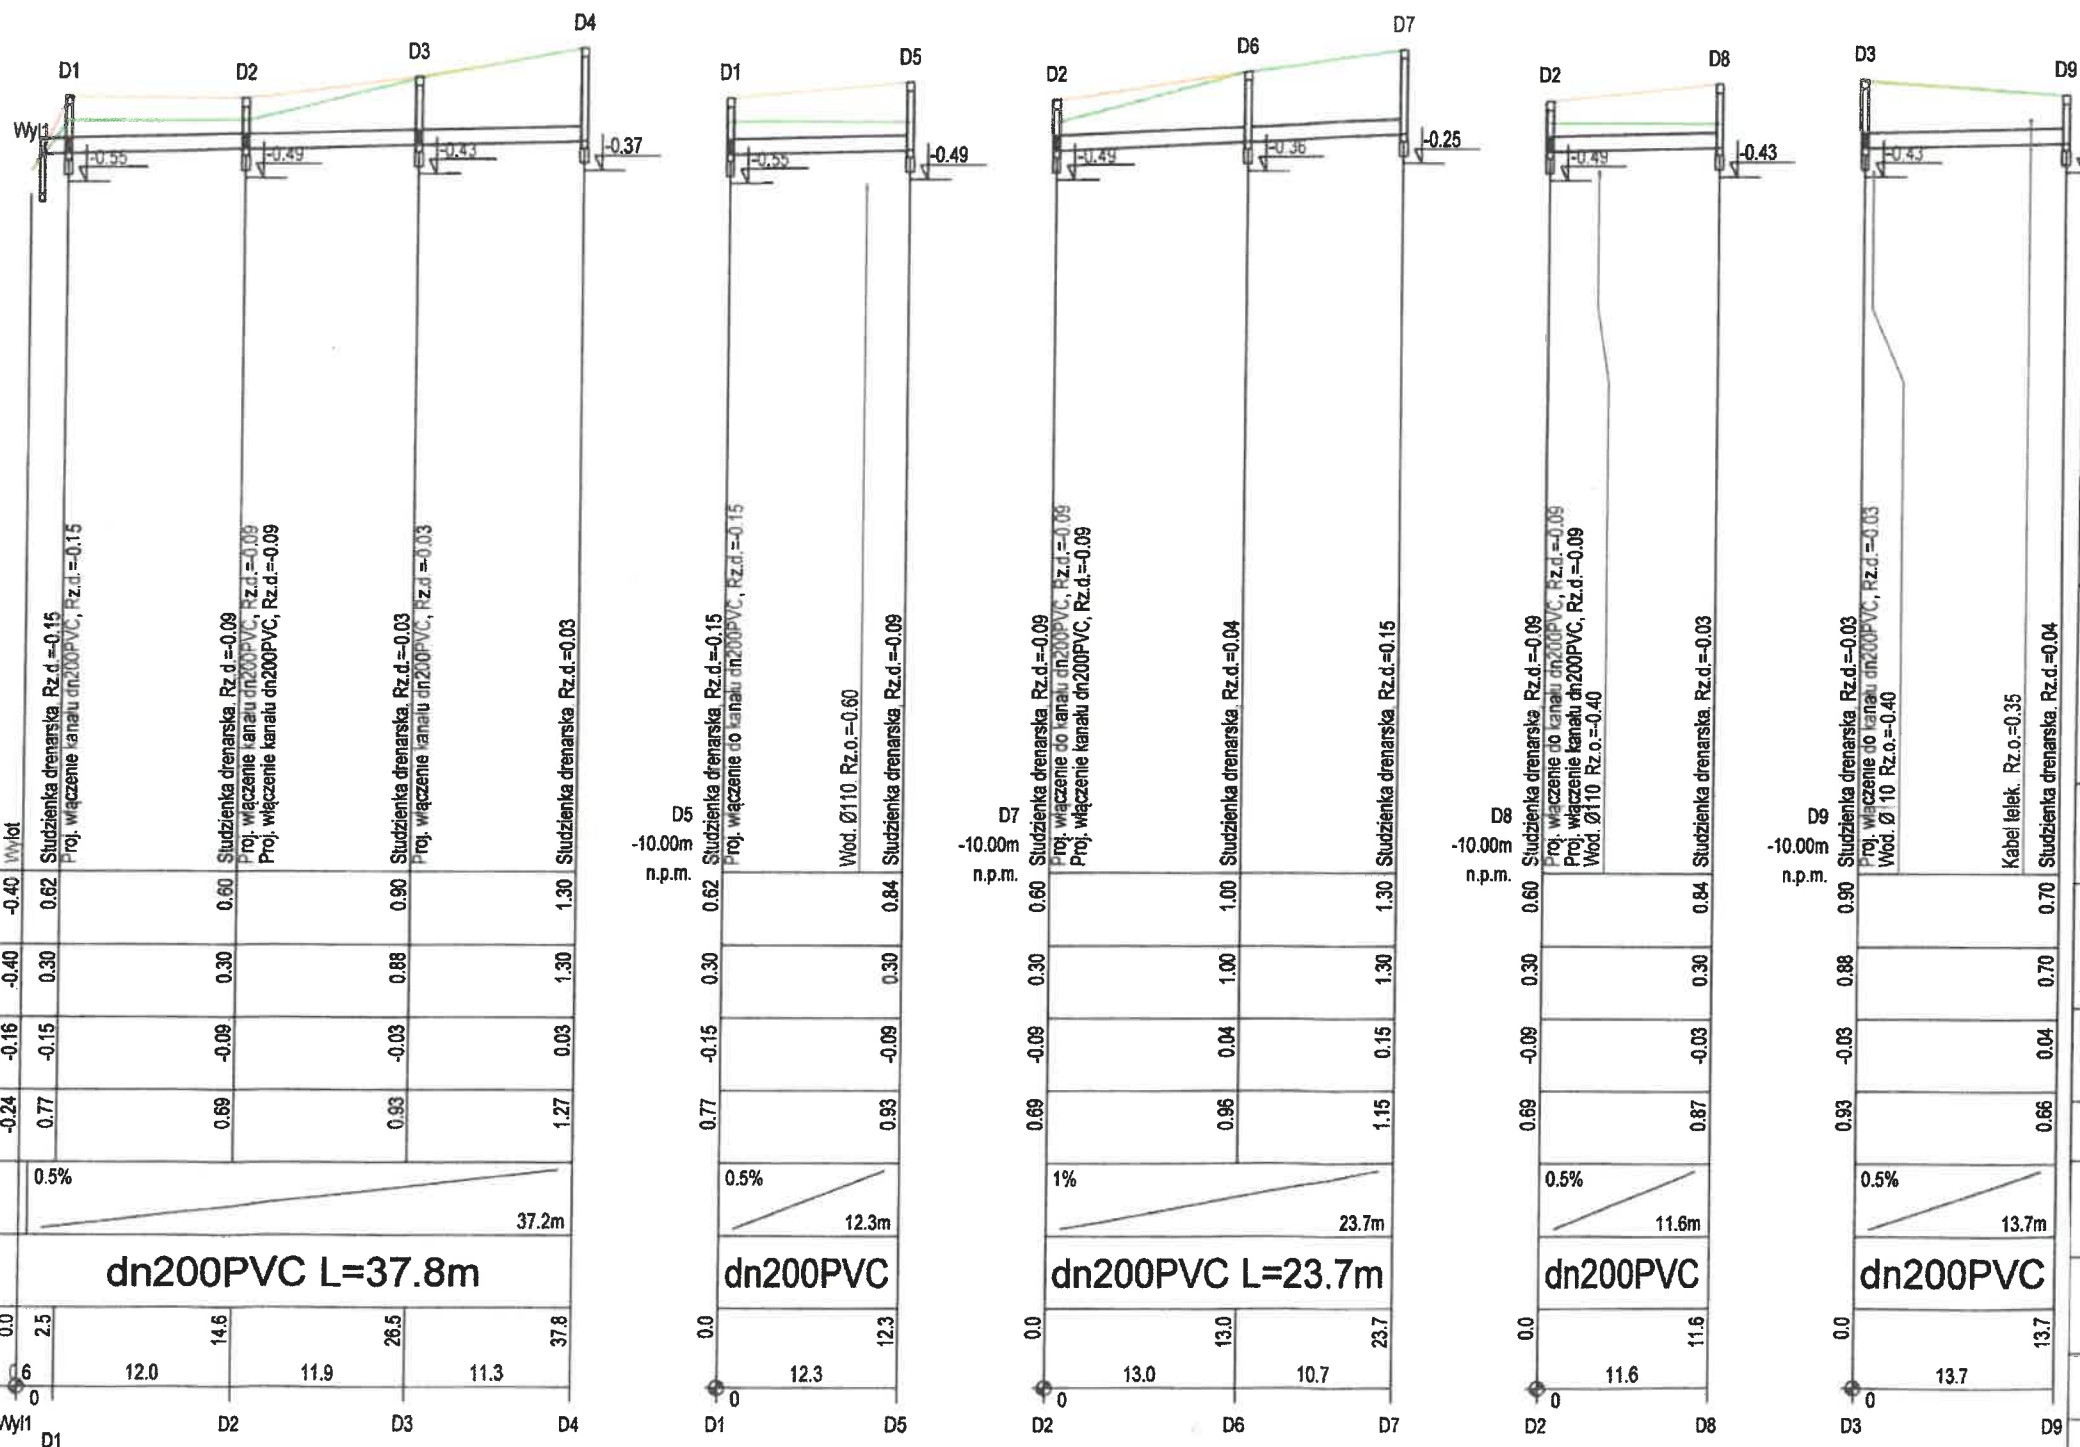 D1
D2
D3
D4
Wyl1
-0.55
-0.49
-0.43
-0.37
Wylot
Studzienka drenarska, Rz.d.=-0.15
Proj. włączenie kanału dn200PVC, Rz.d.=-0.15
Studzienka drenarska, Rz.d.=-0.09
Proj. włączenie kanału dn200PVC, Rz.d.=-0.09
Proj. włączenie kanału dn200PVC, Rz.d.=-0.09
Studzienka drenarska, Rz.d.=-0.03
Proj. włączenie kanału dn200PVC, Rz.d.=-0.03
Studzienka drenarska, Rz.d.=0.03
-0.40 0.62 0.60 0.90 1.30
-0.40 0.30 0.30 0.88 1.30
-0.16 -0.15 -0.09 -0.03 0.03
-0.24 0.77 0.69 0.93 1.27
0.5%
37.2m
dn200PVC L=37.8m
0.0 2.5 14.6 26.5 37.8
6 12.0 11.9 11.3
0
Wyl1 D1 D2 D3 D4
D1
D5
-0.55
-0.49
D5
-10.00m
n.p.m.
Studzienka drenarska, Rz.d.=-0.15
Proj. włączenie do kanału dn200PVC, Rz.d.=-0.15
Wod. Ø110 Rz.o.=-0.60
Studzienka drenarska, Rz.d.=-0.09
0.62 0.84
0.30 0.30
-0.15 -0.09
0.77 0.93
0.5%
12.3m
dn200PVC
0.0 12.3
12.3
0
D1 D5
D2
D6
D7
-0.49
-0.36
-0.25
D7
-10.00m
n.p.m.
Studzienka drenarska, Rz.d.=-0.09
Proj. włączenie do kanału dn200PVC, Rz.d.=-0.09
Proj. włączenie kanału dn200PVC, Rz.d.=-0.09
Studzienka drenarska, Rz.d.=0.04
Studzienka drenarska, Rz.d.=0.15
0.60 1.00 1.30
0.30 1.00 1.30
-0.09 0.04 0.15
0.69 0.96 1.15
1%
23.7m
dn200PVC L=23.7m
0.0 13.0 23.7
13.0 10.7
0
D2 D6 D7
D2
D8
-0.49
-0.43
D8
-10.00m
n.p.m.
Studzienka drenarska, Rz.d.=-0.09
Proj. włączenie do kanału dn200PVC, Rz.d.=-0.09
Proj. włączenie kanału dn200PVC, Rz.d.=-0.09
Wod. Ø110 Rz.o.=-0.40
Studzienka drenarska, Rz.d.=-0.03
0.60 0.84
0.30 0.30
-0.09 -0.03
0.69 0.87
0.5%
11.6m
dn200PVC
0.0 11.6
11.6
0
D2 D8
D3
D9
-0.43
D9
-10.00m
n.p.m.
Studzienka drenarska, Rz.d.=-0.03
Proj. włączenie do kanału dn200PVC, Rz.d.=-0.03
Wod. Ø110 Rz.o.=-0.40
Kabel telek. Rz.o.=0.35
Studzienka drenarska, Rz.d.=0.04
0.90 0.70
0.88 0.70
-0.03 0.04
0.93 0.66
0.5%
13.7m
dn200PVC
0.0 13.7
13.7
0
D3 D9